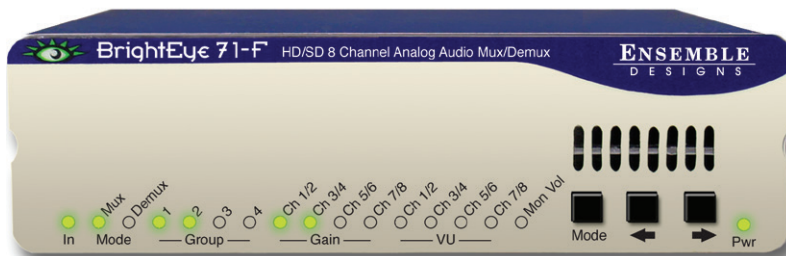 BrightEye 71-F HD/SD 8 Channel Analog Audio Mux/Demux
ENSEMBLE
DESIGNS
Mux Demux 1 2 3 4 Ch 1/2 Ch 3/4 Ch 5/6 Ch 7/8 Ch 1/2 Ch 3/4 Ch 5/6 Ch 7/8 Mon Vol
In Mode Group Gain VU Mode Pwr